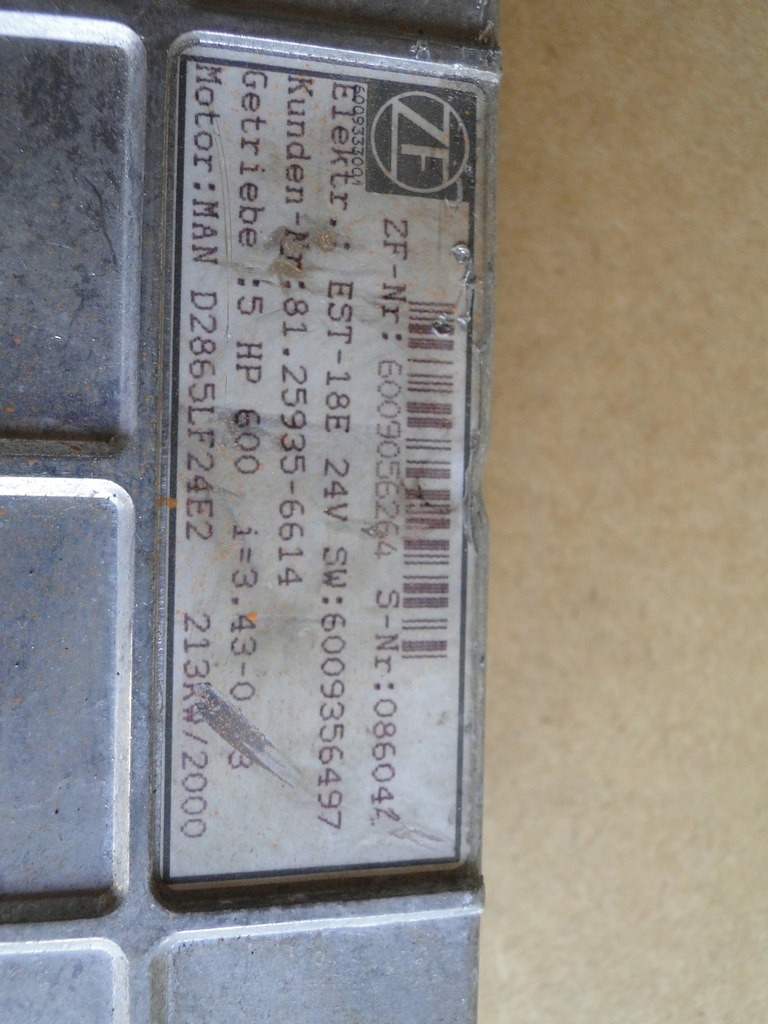 ZF
6009333001
ZF-Nr: 6009056264 S-Nr:08604
Elektr.: EST-18E 24V SW:6009356497
Kunden-Nr:81.25935-6614
Getriebe :5 HP 600 i=3.43-0
Motor:MAN D2865LF24E2 213KW/2000